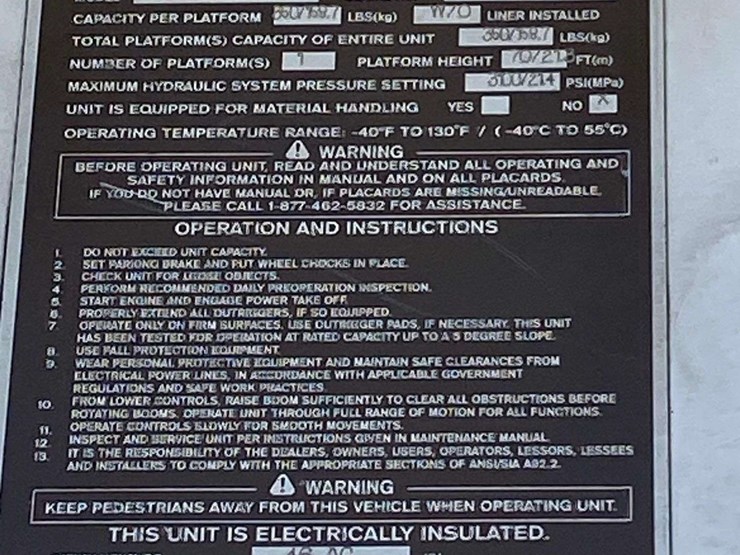 CAPACITY PER PLATFORM 350/158.7 LBS(kg) W/O LINER INSTALLED
TOTAL PLATFORM(S) CAPACITY OF ENTIRE UNIT 350/158.7 LBS(kg)
NUMBER OF PLATFORM(S) 1 PLATFORM HEIGHT 70/21.3 FT(m)
MAXIMUM HYDRAULIC SYSTEM PRESSURE SETTING 3100/214 PSI(MPa)
UNIT IS EQUIPPED FOR MATERIAL HANDLING YES NO X
OPERATING TEMPERATURE RANGE: -40°F TO 130°F / (-40°C TO 55°C)
WARNING
BEFORE OPERATING UNIT, READ AND UNDERSTAND ALL OPERATING AND
SAFETY INFORMATION IN MANUAL AND ON ALL PLACARDS.
IF YOU DO NOT HAVE MANUAL OR, IF PLACARDS ARE MISSING/UNREADABLE,
PLEASE CALL 1-877-462-5832 FOR ASSISTANCE.
OPERATION AND INSTRUCTIONS
1. DO NOT EXCEED UNIT CAPACITY.
2. SET PARKING BRAKE AND PUT WHEEL CHOCKS IN PLACE.
3. CHECK UNIT FOR LOOSE OBJECTS.
4. PERFORM RECOMMENDED DAILY PREOPERATION INSPECTION.
5. START ENGINE AND ENGAGE POWER TAKE OFF.
6. PROPERLY EXTEND ALL OUTRIGGERS, IF SO EQUIPPED.
7. OPERATE ONLY ON FIRM SURFACES. USE OUTRIGGER PADS, IF NECESSARY. THIS UNIT
HAS BEEN TESTED FOR OPERATION AT RATED CAPACITY UP TO A 5 DEGREE SLOPE.
8. USE FALL PROTECTION EQUIPMENT.
9. WEAR PERSONAL PROTECTIVE EQUIPMENT AND MAINTAIN SAFE CLEARANCES FROM
ELECTRICAL POWER LINES, IN ACCORDANCE WITH APPLICABLE GOVERNMENT
REGULATIONS AND SAFE WORK PRACTICES.
10. FROM LOWER CONTROLS, RAISE BOOM SUFFICIENTLY TO CLEAR ALL OBSTRUCTIONS BEFORE
ROTATING BOOMS. OPERATE UNIT THROUGH FULL RANGE OF MOTION FOR ALL FUNCTIONS.
11. OPERATE CONTROLS SLOWLY FOR SMOOTH MOVEMENTS.
12. INSPECT AND SERVICE UNIT PER INSTRUCTIONS GIVEN IN MAINTENANCE MANUAL.
13. IT IS THE RESPONSIBILITY OF THE DEALERS, OWNERS, USERS, OPERATORS, LESSORS, LESSEES
AND INSTALLERS TO COMPLY WITH THE APPROPRIATE SECTIONS OF ANSI/SIA A92.2.
WARNING
KEEP PEDESTRIANS AWAY FROM THIS VEHICLE WHEN OPERATING UNIT.
THIS UNIT IS ELECTRICALLY INSULATED.